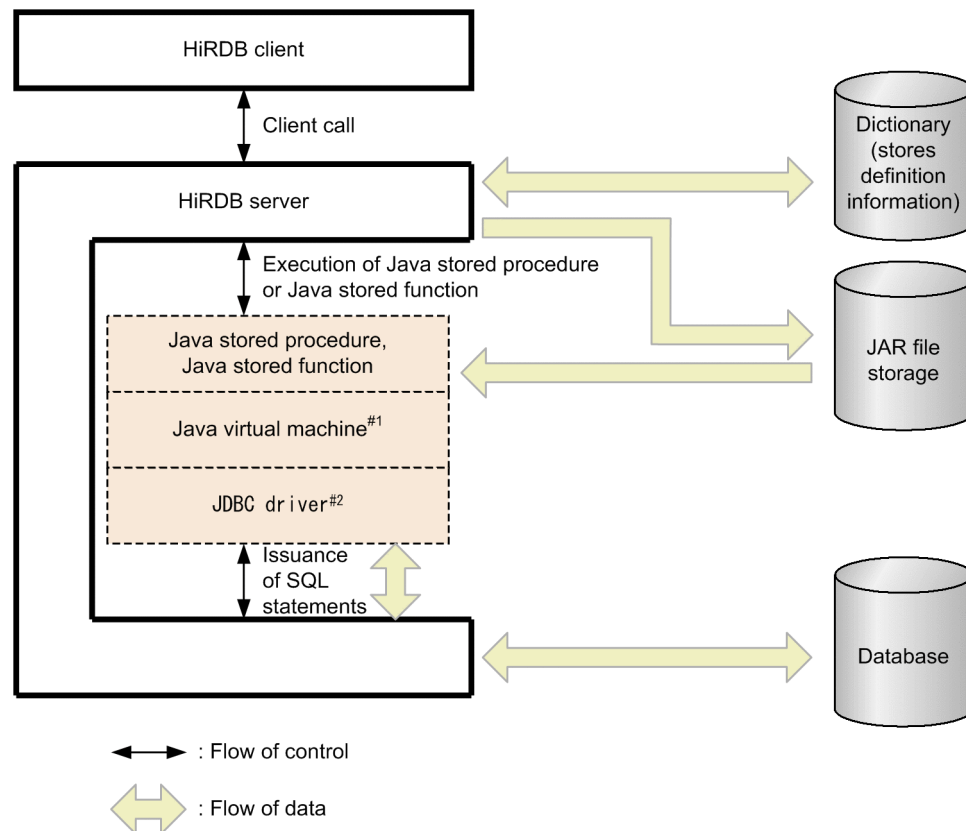 HiRDB client
Client call
HiRDB server
Dictionary
(stores
definition
information)
Execution of Java stored procedure
or Java stored function
Java stored procedure,
Java stored function
JAR file
storage
Java virtual machine#1
JDBC driver#2
Issuance
of SQL
statements
Database
: Flow of control
: Flow of data